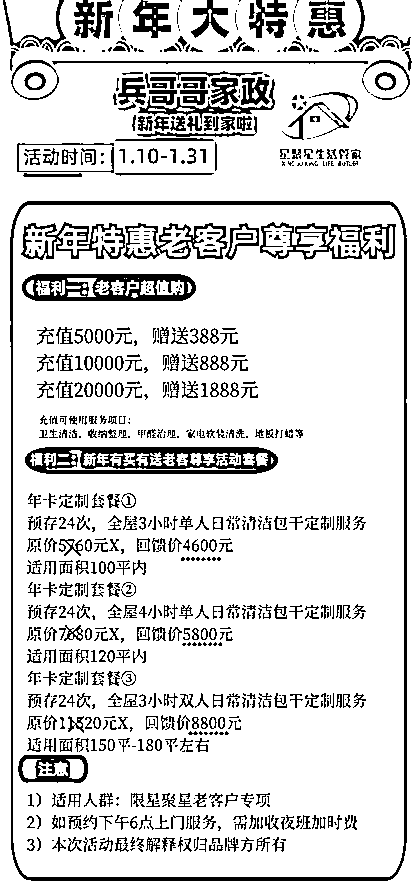 新年大特惠
兵哥哥家政
新年送礼到家啦
星聚星生活管家
XING JU XING LIFE BUTLER
活动时间：1.10-1.31
新年特惠老客户尊享福利
福利一：老客户超值购
充值5000元，赠送388元
充值10000元，赠送888元
充值20000元，赠送1888元
充值可使用服务项目：
卫生清洁、收纳整理、甲醛治理、家电软装清洗、地板打蜡等
福利二：新年有买有送老客尊享活动套餐
年卡定制套餐①
预存24次，全屋3小时单人日常清洁包干定制服务
原价5760元X，回馈价4600元
适用面积100平内
年卡定制套餐②
预存24次，全屋4小时单人日常清洁包干定制服务
原价7680元X，回馈价5800元
适用面积120平内
年卡定制套餐③
预存24次，全屋3小时双人日常清洁包干定制服务
原价11520元X，回馈价8800元
适用面积150平-180平左右
注意
1）适用人群：限星聚星老客户专项
2）如预约下午6点上门服务，需加收夜班加时费
3）本次活动最终解释权归品牌方所有